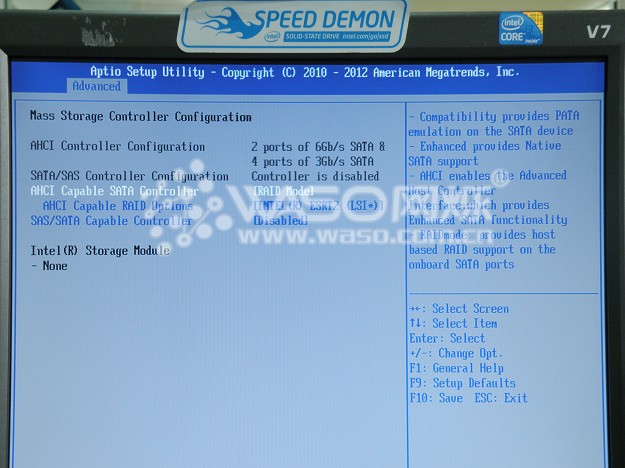 SPEED DEMON
intel
SOLID-STATE DRIVE intel.com/go/ssd
intel
CORE i3
inside
V7
Aptio Setup Utility - Copyright (C) 2010 - 2012 American Megatrends, Inc.
Advanced
Mass Storage Controller Configuration
AHCI Controller Configuration 2 ports of 6Gb/s SATA &
4 ports of 3Gb/s SATA
SATA/SAS Controller Configuration Controller is disabled
AHCI Capable SATA Controller [RAID Mode]
AHCI Capable RAID Options [INTEL(R) ESRT2 (LSI*)]
SAS/SATA Capable Controller [Disabled]
Intel(R) Storage Module
- None
- Compatibility provides PATA
emulation on the SATA device
- Enhanced provides Native
SATA support
- AHCI enables the Advanced
Host Controller
Interface,which provides
Enhanced SATA functionality
- RAIDmode, provides host
based RAID support on the
onboard SATA ports
→←: Select Screen
↑↓: Select Item
Enter: Select
+/-: Change Opt.
F1: General Help
F9: Setup Defaults
F10: Save ESC: Exit
WASO
®
www.waso.com.cn